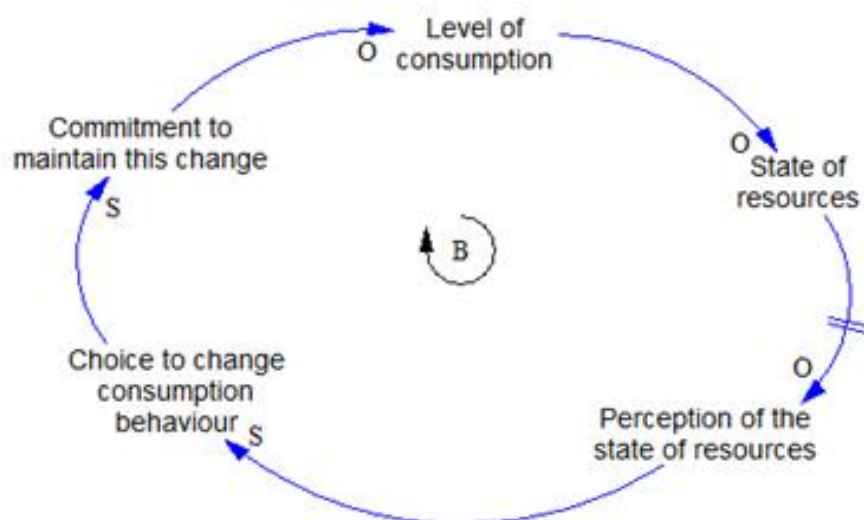 Level of
consumption
O
O
State of
resources
O
Perception of the
state of resources
S
Choice to change
consumption
behaviour
S
Commitment to
maintain this change
B